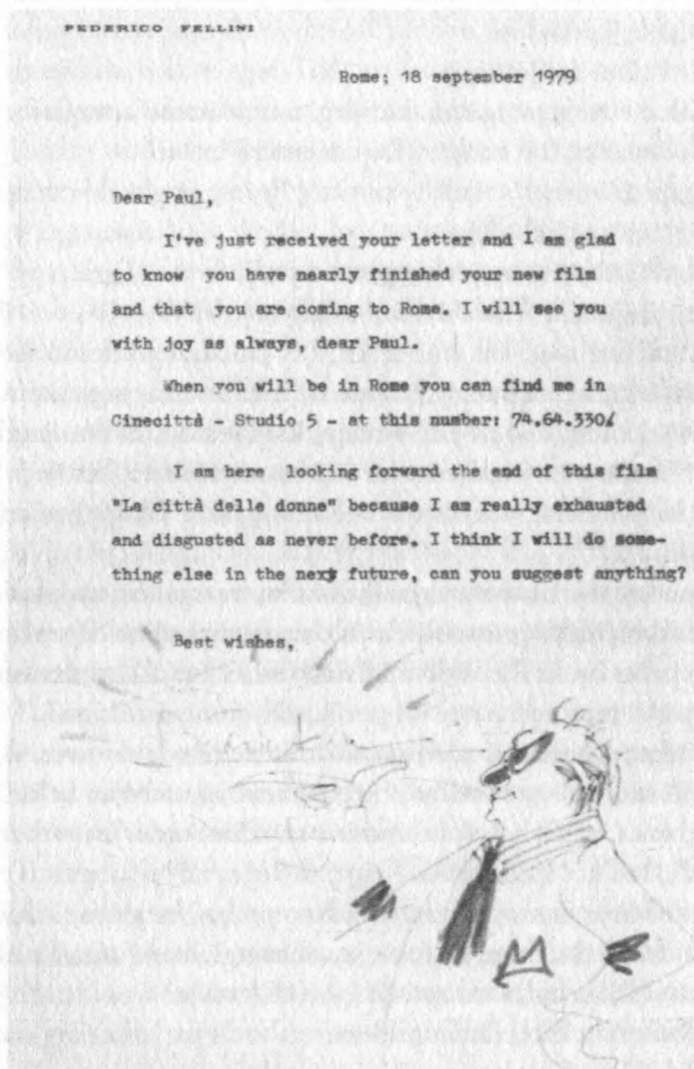 FEDERICO FELLINI
Rome; 18 september 1979
Dear Paul,
I've just received your letter and I am glad
to know you have nearly finished your new film
and that you are coming to Rome. I will see you
with joy as always, dear Paul.
When you will be in Rome you can find me in
Cinecittà - Studio 5 - at this number: 74.64.330/
I am here looking forward the end of this film
"La città delle donne" because I am really exhausted
and disgusted as never before. I think I will do some-
thing else in the next future, can you suggest anything?
Best wishes,